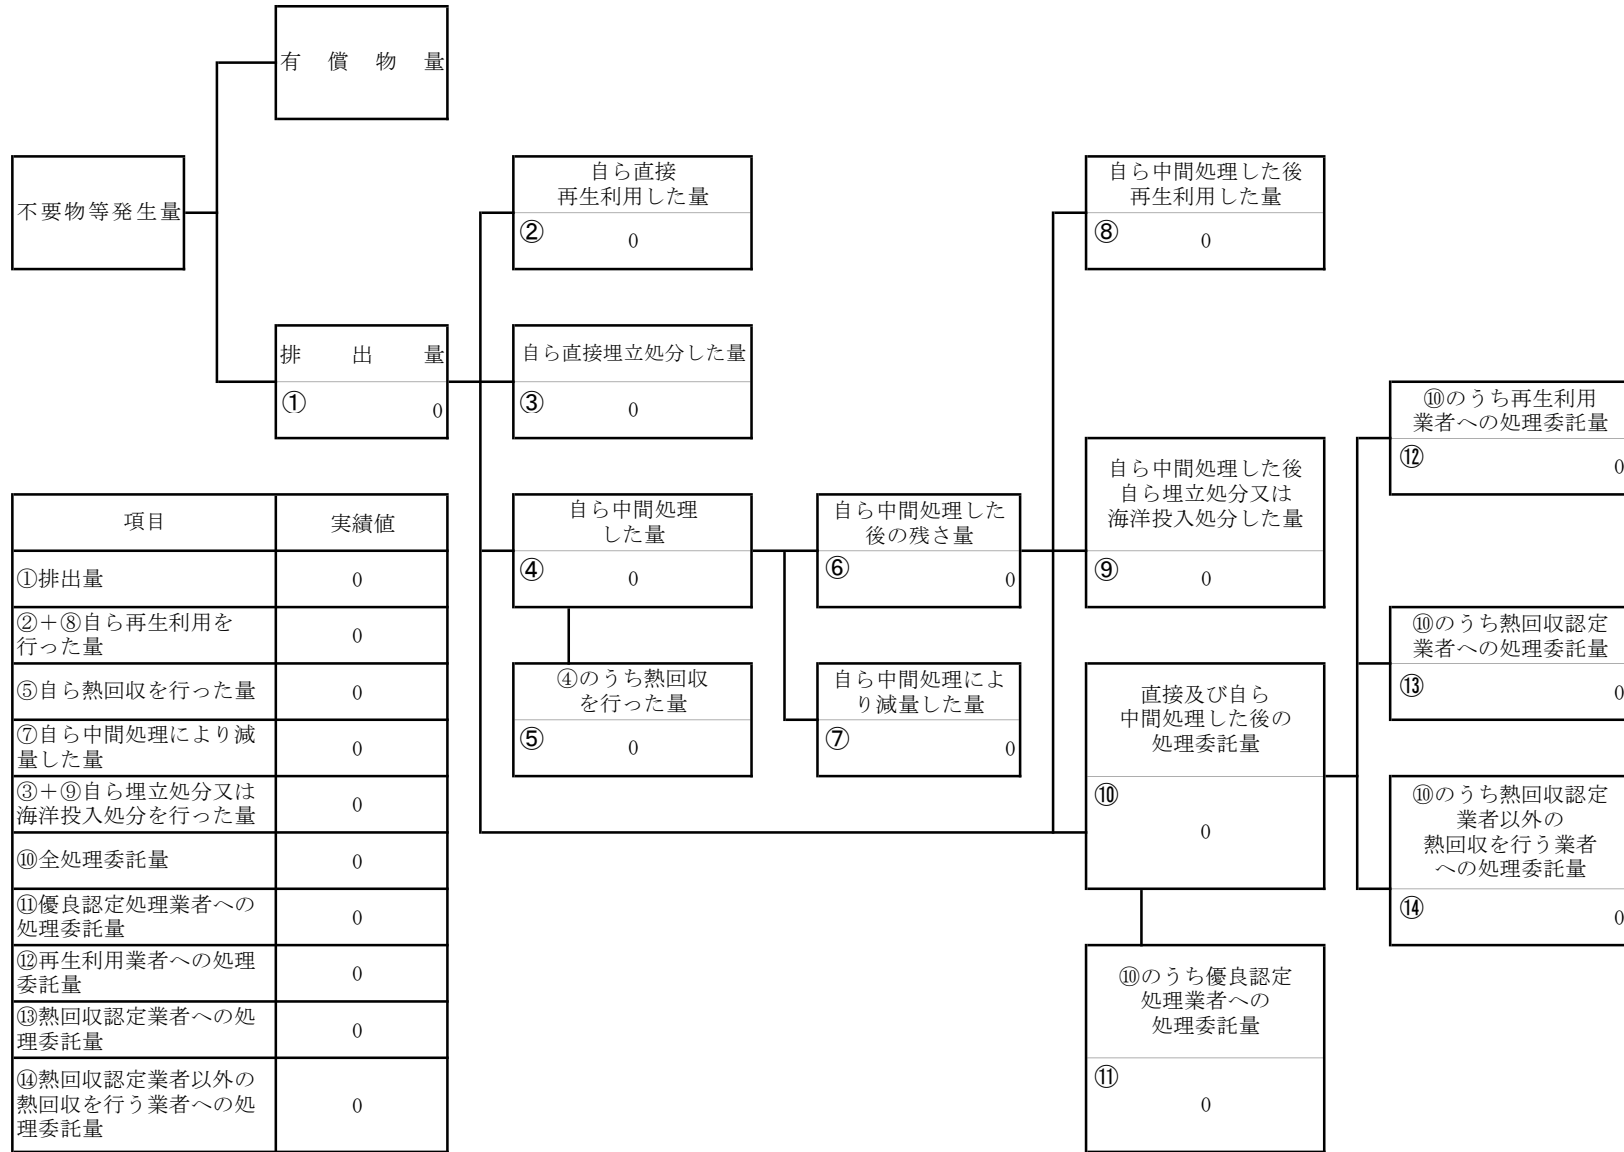 有償物量
不要物等発生量
自ら直接
再生利用した量
②
0
自ら中間処理した後
再生利用した量
⑧
0
排出量
①
0
自ら直接埋立処分した量
③
0
⑩のうち再生利用
業者への処理委託量
⑫
0
自ら中間処理
した量
④
0
自ら中間処理した
後の残さ量
⑥
0
自ら中間処理した後
自ら埋立処分又は
海洋投入処分した量
⑨
0
⑩のうち熱回収認定
業者への処理委託量
⑬
0
④のうち熱回収
を行った量
⑤
0
自ら中間処理によ
り減量した量
⑦
0
直接及び自ら
中間処理した後の
処理委託量
⑩
0
⑩のうち熱回収認定
業者以外の
熱回収を行う業者
への処理委託量
⑭
0
⑩のうち優良認定
処理業者への
処理委託量
⑪
0
項目 実績値
①排出量 0
②＋⑧自ら再生利用を
行った量
0
⑤自ら熱回収を行った量 0
⑦自ら中間処理により減
量した量
0
③＋⑨自ら埋立処分又は
海洋投入処分を行った量
0
⑩全処理委託量 0
⑪優良認定処理業者への
処理委託量
0
⑫再生利用業者への処理
委託量
0
⑬熱回収認定業者への処
理委託量
0
⑭熱回収認定業者以外の
熱回収を行う業者への処
理委託量
0